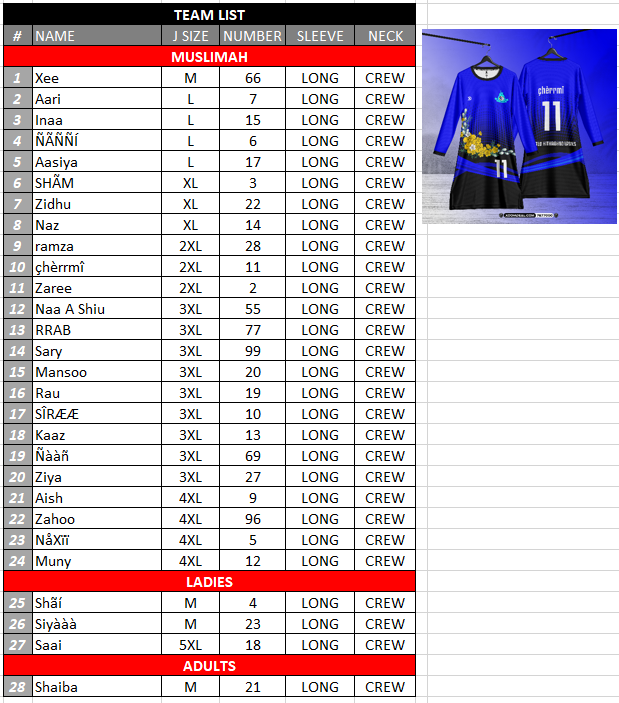 TEAM LIST
# NAME J SIZE NUMBER SLEEVE NECK
MUSLIMAH
1 Xee M 66 LONG CREW
2 Aari L 7 LONG CREW
3 Inaa L 15 LONG CREW
4 ÑÃÑÑÍ L 6 LONG CREW
5 Aasiya L 17 LONG CREW
6 SHÃM XL 3 LONG CREW
7 Zidhu XL 22 LONG CREW
8 Naz XL 14 LONG CREW
9 ramza 2XL 28 LONG CREW
10 çhèrrmî 2XL 11 LONG CREW
11 Zaree 2XL 2 LONG CREW
12 Naa A Shiu 3XL 55 LONG CREW
13 RRAB 3XL 77 LONG CREW
14 Sary 3XL 99 LONG CREW
15 Mansoo 3XL 20 LONG CREW
16 Rau 3XL 19 LONG CREW
17 SÎRÆÆ 3XL 10 LONG CREW
18 Kaaz 3XL 13 LONG CREW
19 Ñààñ 3XL 69 LONG CREW
20 Ziya 3XL 27 LONG CREW
21 Aish 4XL 9 LONG CREW
22 Zahoo 4XL 96 LONG CREW
23 NåXïï 4XL 5 LONG CREW
24 Muny 4XL 12 LONG CREW
LADIES
25 Shãí M 4 LONG CREW
26 Siyààà M 23 LONG CREW
27 Saai 5XL 18 LONG CREW
ADULTS
28 Shaiba M 21 LONG CREW
çhèrrmî
11
11